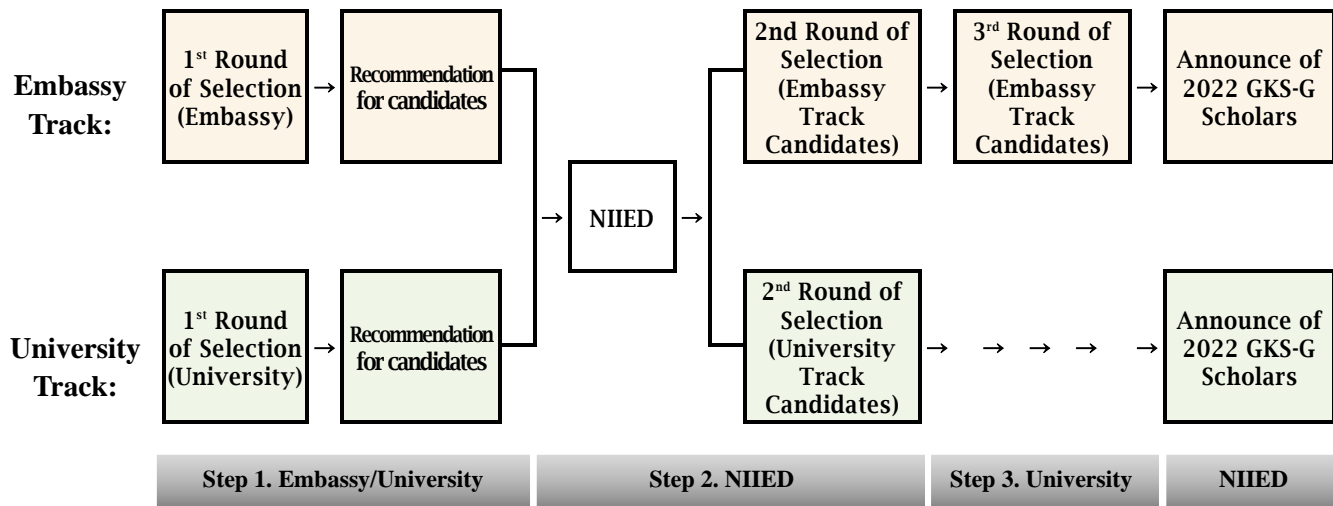 Embassy
Track:
1st Round
of Selection
(Embassy)
→
Recommendation
for candidates
2nd Round of
Selection
(Embassy
Track
Candidates)
→
3rd Round of
Selection
(Embassy
Track
Candidates)
→
Announce of
2022 GKS-G
Scholars
→
NIIED
→
University
Track:
1st Round
of Selection
(University)
→
Recommendation
for candidates
2nd Round of
Selection
(University
Track
Candidates)
→ → → → →
Announce of
2022 GKS-G
Scholars
Step 1. Embassy/University
Step 2. NIIED
Step 3. University
NIIED